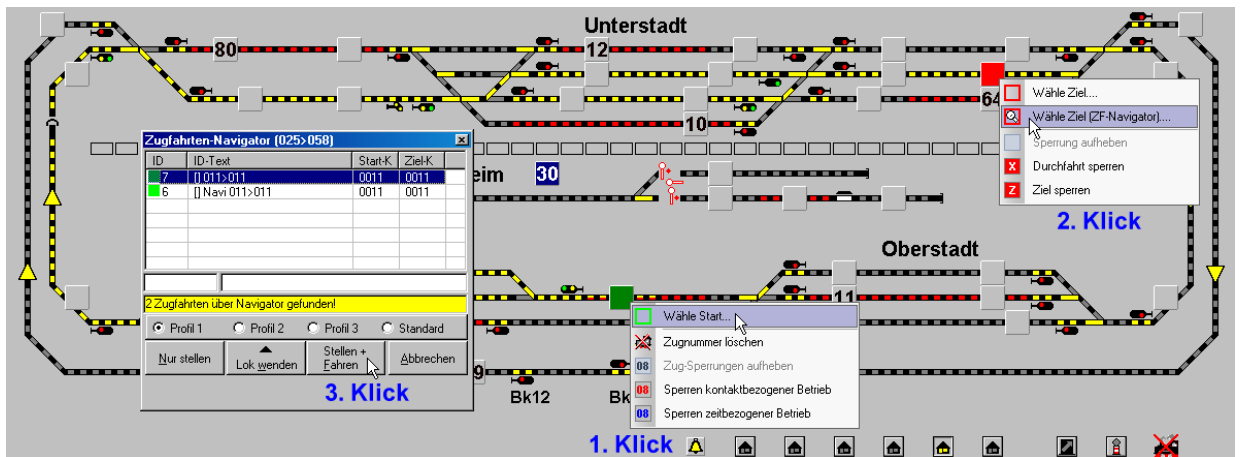 Unterstadt
80
12
64
Wähle Ziel....
Wähle Ziel (ZF-Navigator)....
Sperrung aufheben
X Durchfahrt sperren
Z Ziel sperren
2. Klick
10
Zugfahrten-Navigator (025>058)
ID ID-Text Start-K Ziel-K
7 [] 011>011 0011 0011
6 [] Navi 011>011 0011 0011
2 Zugfahrten über Navigator gefunden!
Profil 1 Profil 2 Profil 3 Standard
Nur stellen Lok wenden Stellen + Fahren Abbrechen
3. Klick
eim 30
Oberstadt
11
Wähle Start...
Zugnummer löschen
08 Zug-Sperrungen aufheben
08 Sperren kontaktbezogener Betrieb
08 Sperren zeitbezogener Betrieb
9
Bk12
Bk
1. Klick